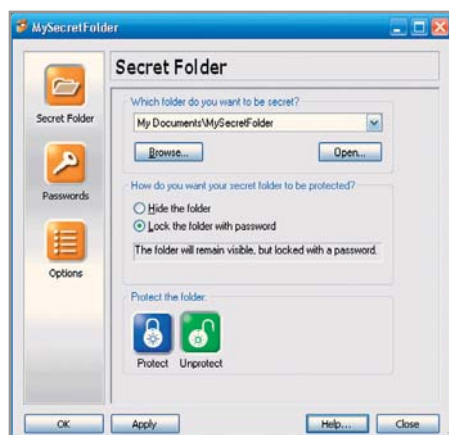 MySecretFolder
Secret Folder
Passwords
Options
Secret Folder
Which folder do you want to be secret?
My Documents\MySecretFolder
Browse...
Open...
How do you want your secret folder to be protected?
Hide the folder
Lock the folder with password
The folder will remain visible, but locked with a password.
Protect the folder:
Protect
Unprotect
OK
Apply
Help...
Close